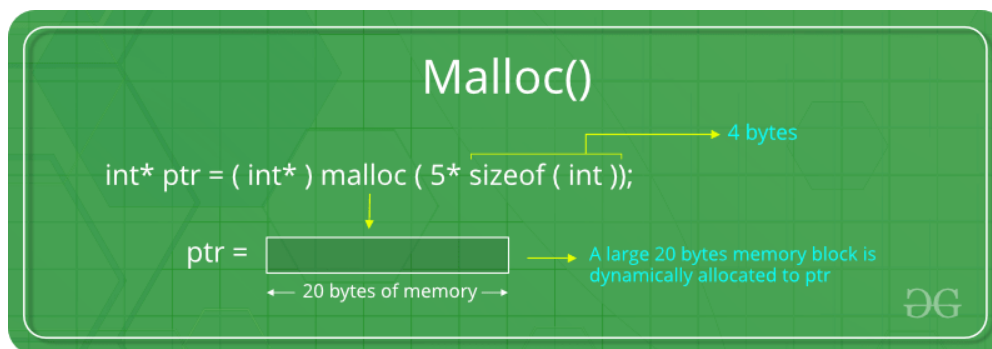 Malloc()
4 bytes
int* ptr = ( int* ) malloc ( 5* sizeof ( int ));
ptr =
A large 20 bytes memory block is
dynamically allocated to ptr
20 bytes of memory